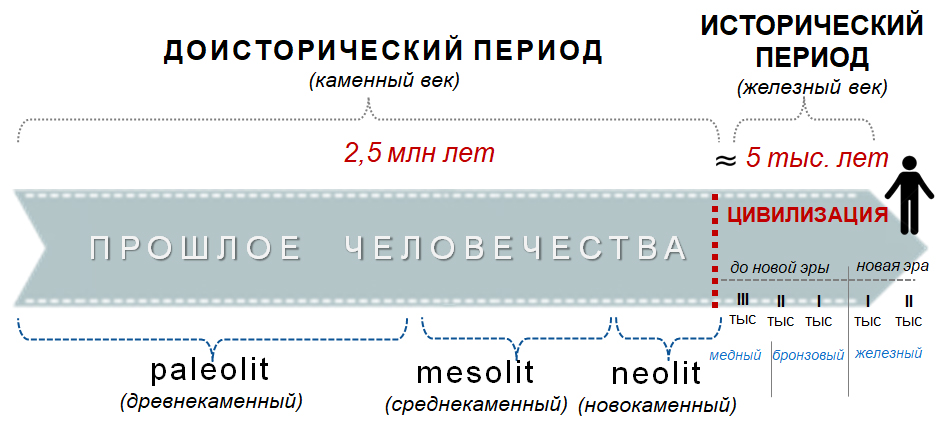 ДОИСТОРИЧЕСКИЙ ПЕРИОД
(каменный век)
ИСТОРИЧЕСКИЙ
ПЕРИОД
(железный век)
2,5 млн лет
≈ 5 тыс. лет
ПРОШЛОЕ ЧЕЛОВЕЧЕСТВА
ЦИВИЛИЗАЦИЯ
до новой эры
новая эра
III тыс
II тыс
I тыс
I тыс
II тыс
медный
бронзовый
железный
paleolit
(древнекаменный)
mesolit
(среднекаменный)
neolit
(новокаменный)